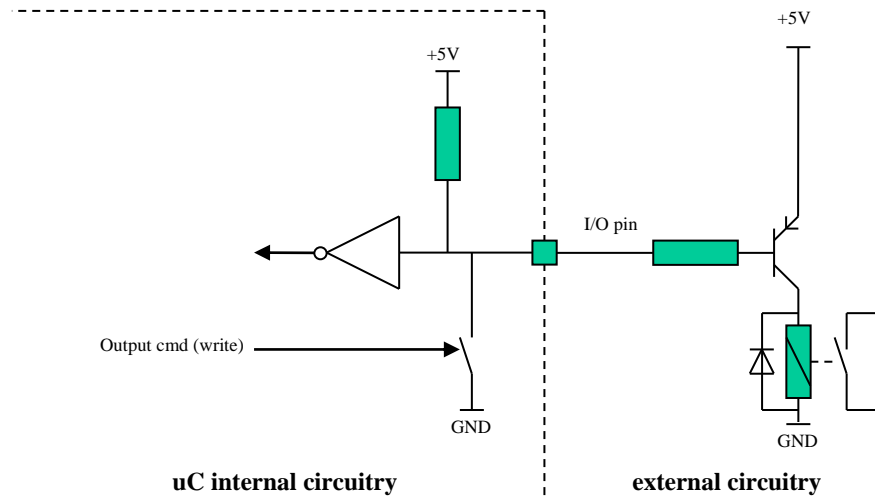 +5V
+5V
I/O pin
Output cmd (write)
GND
GND
uC internal circuitry
external circuitry